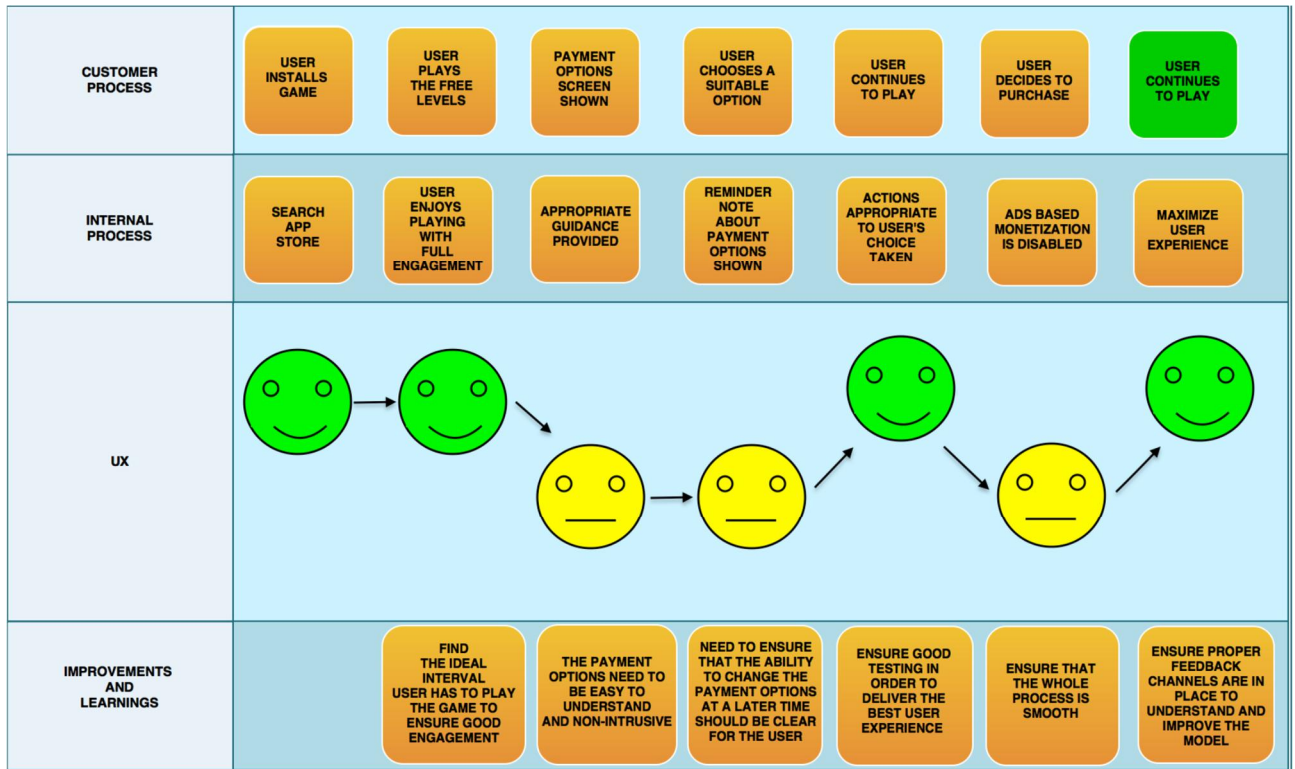 CUSTOMER
PROCESS
USER
INSTALLS
GAME
USER
PLAYS
THE FREE
LEVELS
PAYMENT
OPTIONS
SCREEN
SHOWN
USER
CHOOSES A
SUITABLE
OPTION
USER
CONTINUES
TO PLAY
USER
DECIDES TO
PURCHASE
USER
CONTINUES
TO PLAY
INTERNAL
PROCESS
SEARCH
APP
STORE
USER
ENJOYS
PLAYING
WITH
FULL
ENGAGEMENT
APPROPRIATE
GUIDANCE
PROVIDED
REMINDER
NOTE
ABOUT
PAYMENT
OPTIONS
SHOWN
ACTIONS
APPROPRIATE
TO USER'S
CHOICE
TAKEN
ADS BASED
MONETIZATION
IS DISABLED
MAXIMIZE
USER
EXPERIENCE
UX
IMPROVEMENTS
AND
LEARNINGS
FIND
THE IDEAL
INTERVAL
USER HAS TO PLAY
THE GAME TO
ENSURE GOOD
ENGAGEMENT
THE PAYMENT
OPTIONS NEED TO
BE EASY TO
UNDERSTAND
AND NON-INTRUSIVE
NEED TO ENSURE
THAT THE ABILITY
TO CHANGE THE
PAYMENT OPTIONS
AT A LATER TIME
SHOULD BE CLEAR
FOR THE USER
ENSURE GOOD
TESTING IN
ORDER TO
DELIVER THE
BEST USER
EXPERIENCE
ENSURE THAT
THE WHOLE
PROCESS IS
SMOOTH
ENSURE PROPER
FEEDBACK
CHANNELS ARE IN
PLACE TO
UNDERSTAND AND
IMPROVE THE
MODEL